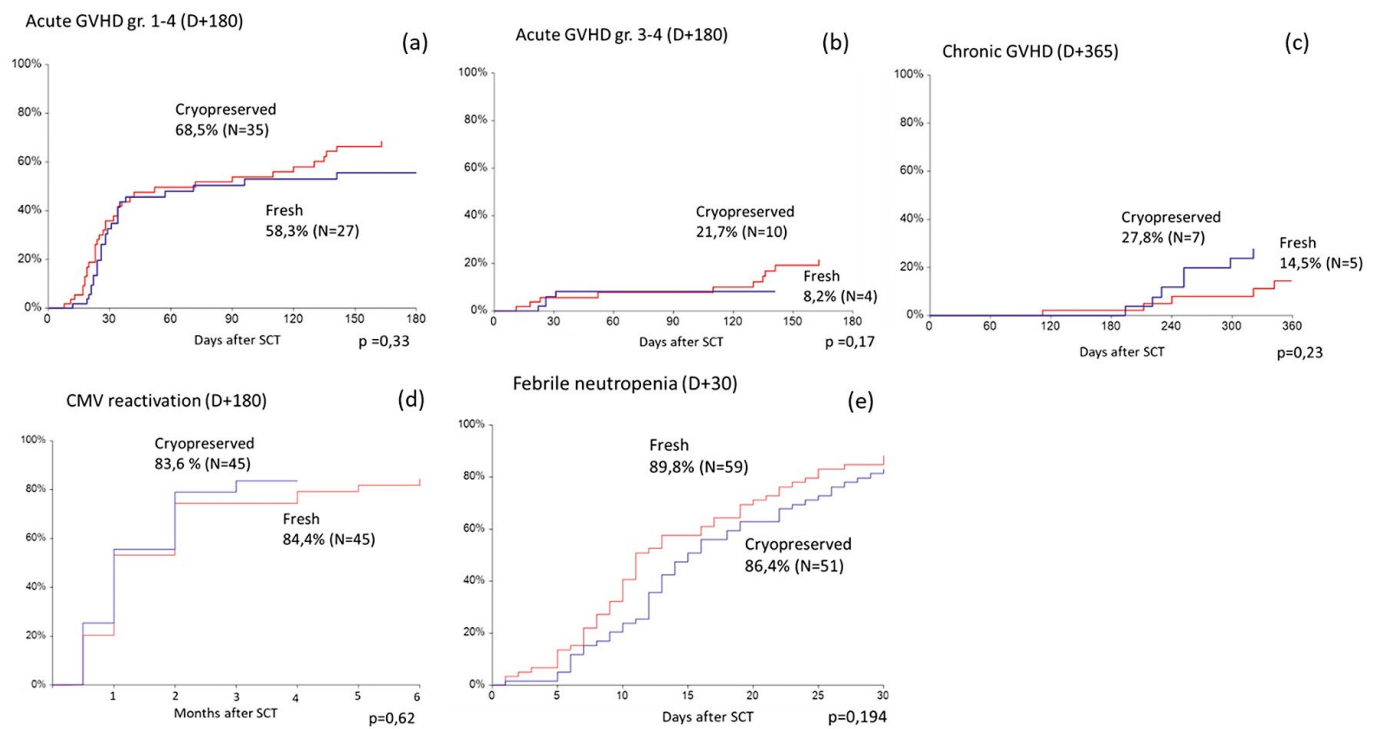 Acute GVHD gr. 1-4 (D+180)
(a)
100%
80%
60%
40%
20%
0%
Cryopreserved
68,5% (N=35)
Fresh
58,3% (N=27)
0 30 60 90 120 150 180
Days after SCT
p =0,33
Acute GVHD gr. 3-4 (D+180)
(b)
100%
80%
60%
40%
20%
0%
Cryopreserved
21,7% (N=10)
Fresh
8,2% (N=4)
0 30 60 90 120 150 180
Days after SCT
p =0,17
Chronic GVHD (D+365)
(c)
100%
80%
60%
40%
20%
0%
Cryopreserved
27,8% (N=7)
Fresh
14,5% (N=5)
0 60 120 180 240 300 360
Days after SCT
p=0,23
CMV reactivation (D+180)
(d)
100%
80%
60%
40%
20%
0%
Cryopreserved
83,6 % (N=45)
Fresh
84,4% (N=45)
1 2 3 4 5 6
Months after SCT
p=0,62
Febrile neutropenia (D+30)
(e)
100%
80%
60%
40%
20%
0%
Fresh
89,8% (N=59)
Cryopreserved
86,4% (N=51)
0 5 10 15 20 25 30
Days after SCT
p=0,194